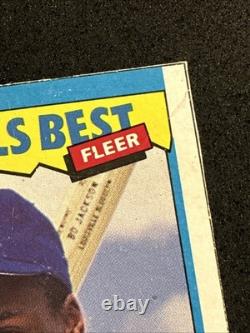 LS BEST
FLEER
BO JACKSON
LOUISVILLE SLUGGER